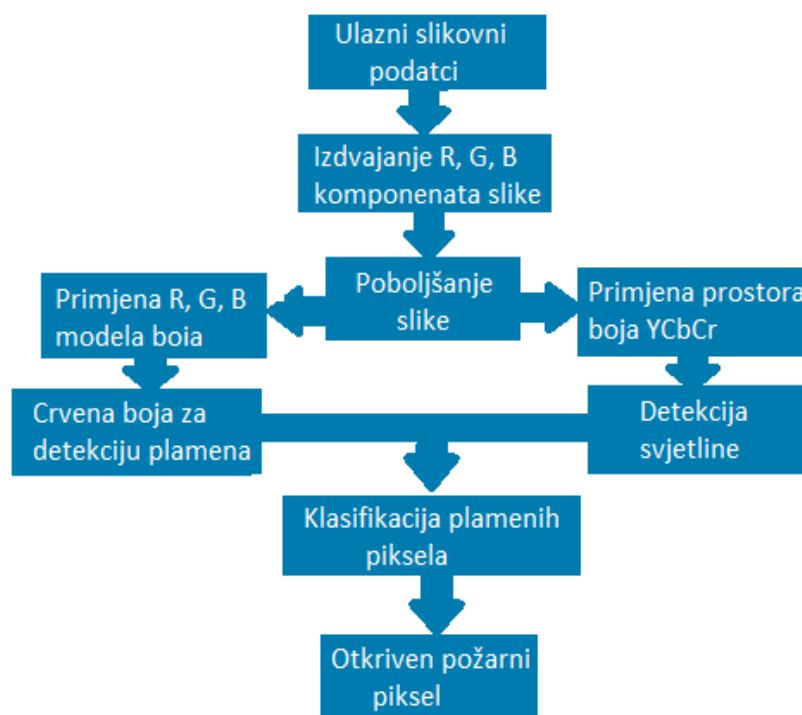 Ulazni slikovni
podatci
Izdvajanje R, G, B
komponenata slike
Poboljšanje
slike
Primjena R, G, B
modela boia
Primjena prostora
boja YCbCr
Crvena boja za
detekciju plamena
Detekcija
svjetline
Klasifikacija plamenih
piksela
Otkriven požarni
piksel